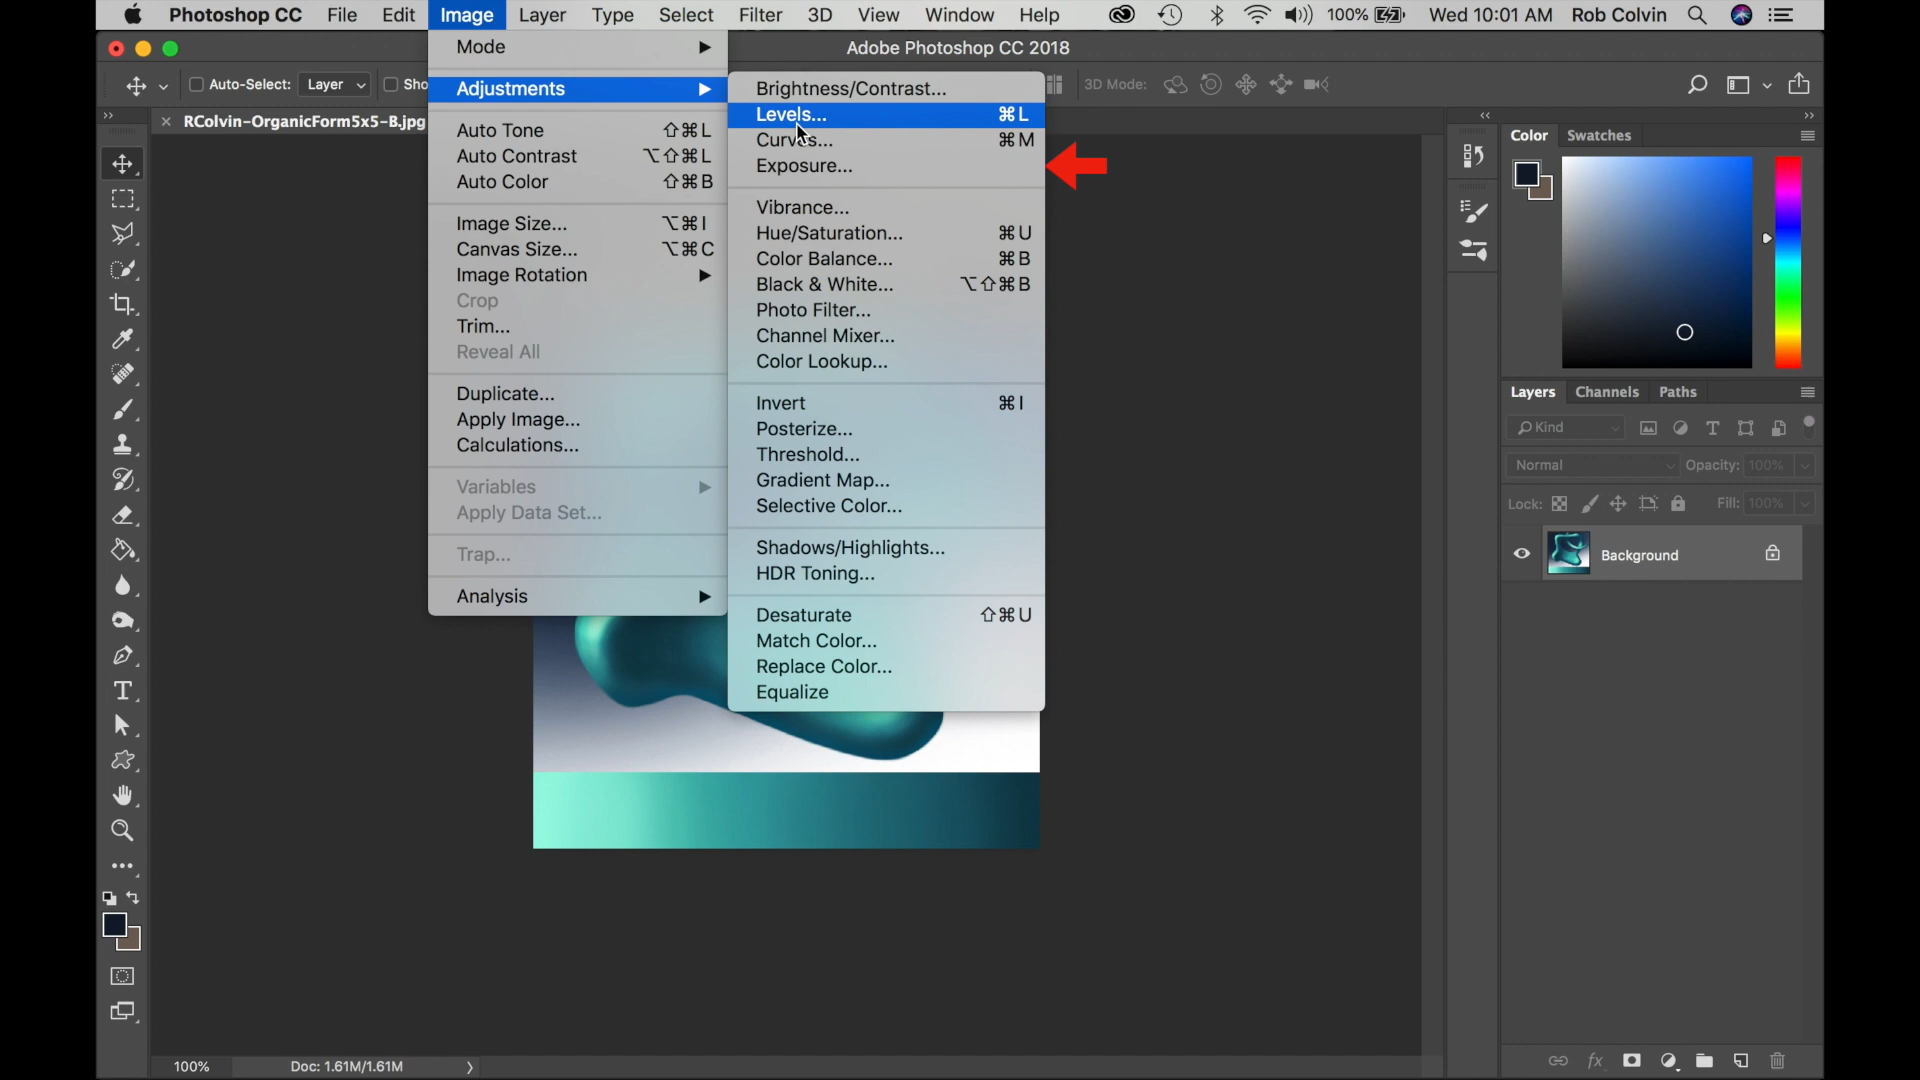 Photoshop CC File Edit Image Layer Type Select Filter 3D View Window Help 100% Wed 10:01 AM Rob Colvin
Adobe Photoshop CC 2018
Auto-Select: Layer Sho 3D Mode:
RColvin-OrganicForm5x5-B.jpg
Mode
Adjustments
Auto Tone ⇧⌘L
Auto Contrast ⌥⇧⌘L
Auto Color ⇧⌘B
Image Size... ⌥⌘I
Canvas Size... ⌥⌘C
Image Rotation
Crop
Trim...
Reveal All
Duplicate...
Apply Image...
Calculations...
Variables
Apply Data Set...
Trap...
Analysis
Brightness/Contrast...
Levels... ⌘L
Curves... ⌘M
Exposure...
Vibrance...
Hue/Saturation... ⌘U
Color Balance... ⌘B
Black & White... ⌥⇧⌘B
Photo Filter...
Channel Mixer...
Color Lookup...
Invert ⌘I
Posterize...
Threshold...
Gradient Map...
Selective Color...
Shadows/Highlights...
HDR Toning...
Desaturate ⇧⌘U
Match Color...
Replace Color...
Equalize
Color Swatches
Layers Channels Paths
Kind
Normal Opacity: 100%
Lock: Fill: 100%
Background
fx
100% Doc: 1.61M/1.61M